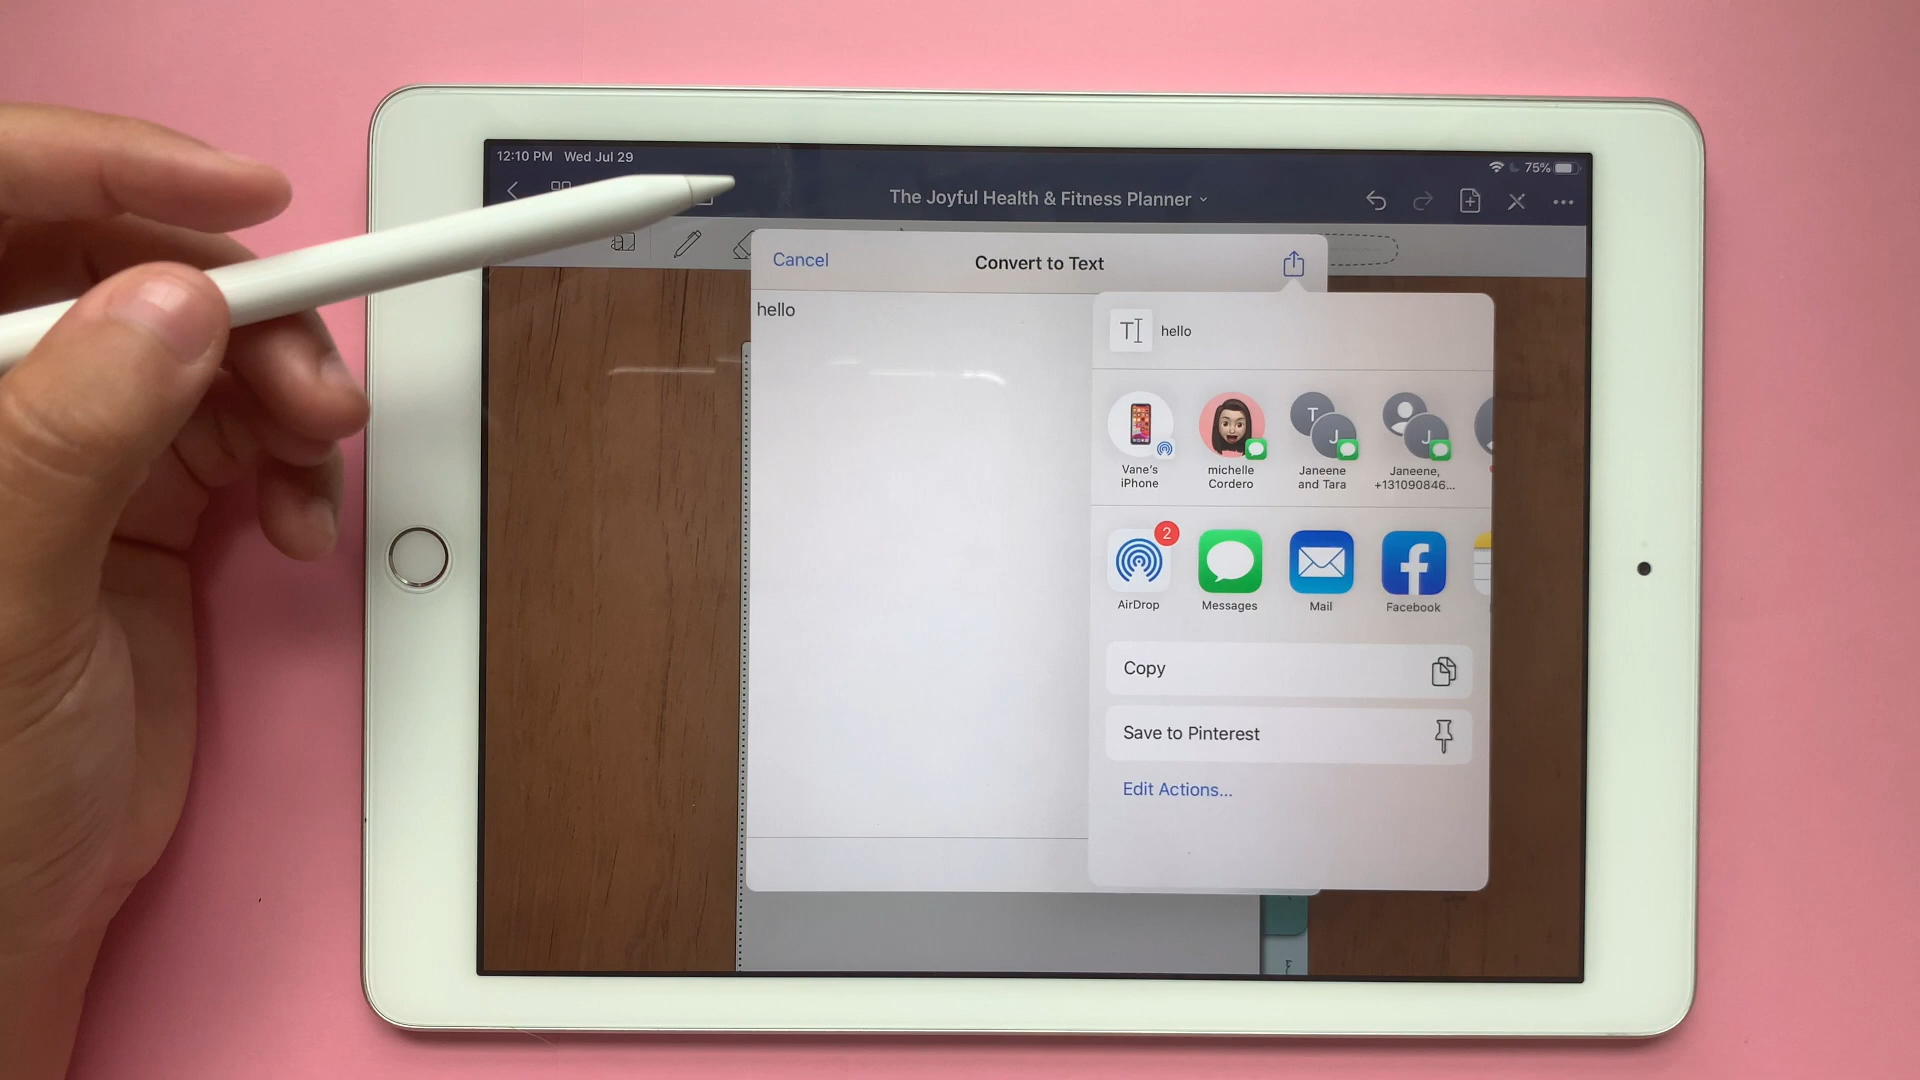 12:10 PM Wed Jul 29
75%
The Joyful Health & Fitness Planner
Cancel
Convert to Text
hello
T
hello
T
J
J
Vane's
iPhone
michelle
Cordero
Janeene
and Tara
Janeene,
+131090846...
2
AirDrop
Messages
Mail
Facebook
Copy
Save to Pinterest
Edit Actions...